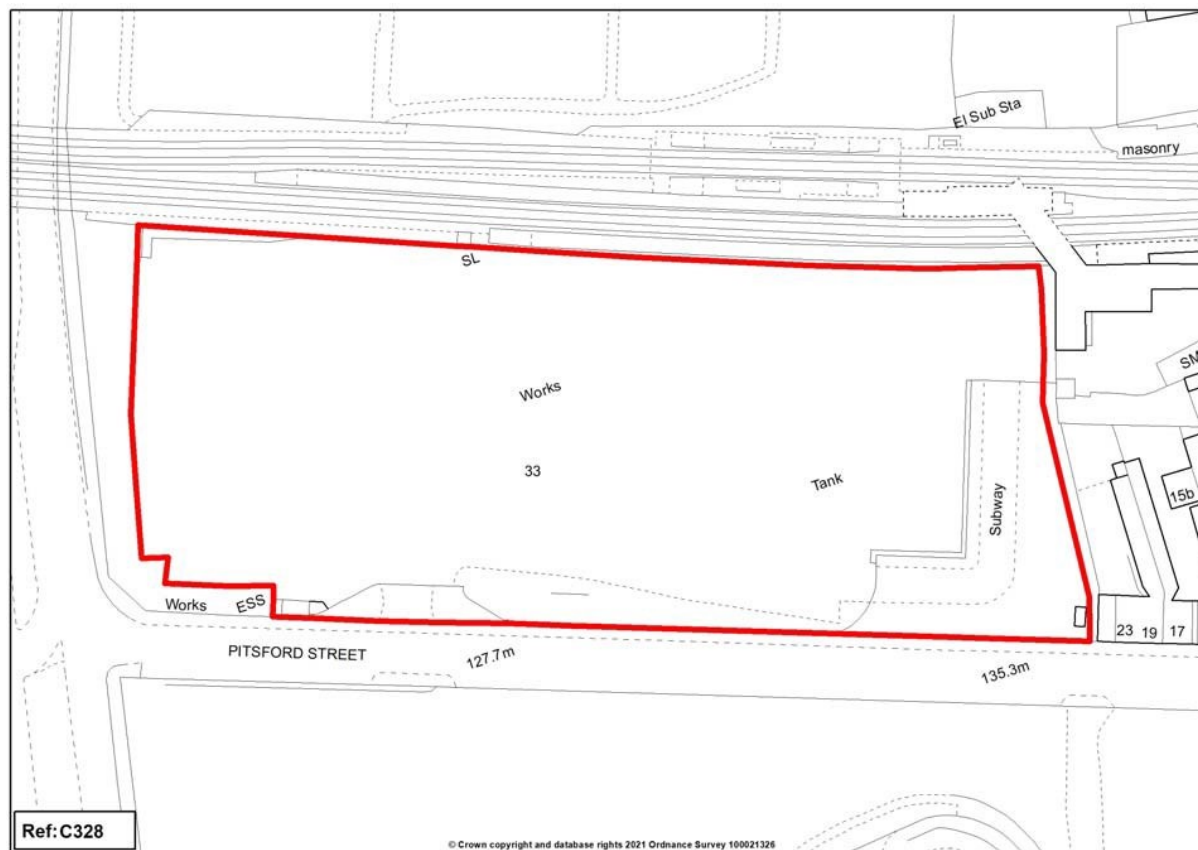 El Sub Sta
masonry
SL
SM
Works
33
Tank
Subway
15b
Works
ESS
23
19
17
PITSFORD STREET
127.7m
135.3m
Ref:C328
© Crown copyright and database rights 2021 Ordnance Survey 100021326